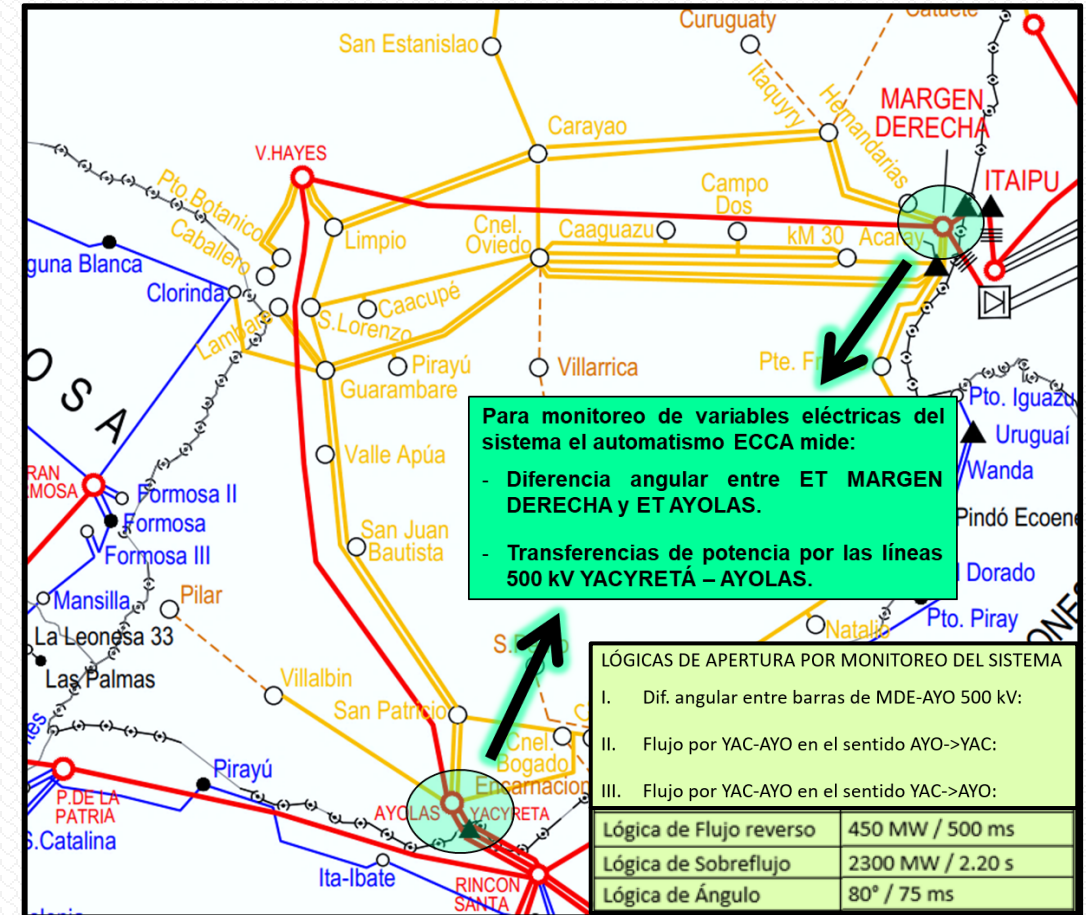 Curuguaty
San Estanislao
Itaquyry
Hernandarias
MARGEN
DERECHA
Carayao
V.HAYES
ITAIPU
Pto.Botanico
Campo
Dos
Limpio
Cnel.
Oviedo
Caaguazu
kM 30
Acaray
Caballero
guna Blanca
Clorinda
Caacupé
S.Lorenzo
Lambare
Pirayú
Villarrica
Guarambare
O S A
Pto. Iguazu
Uruguaí
Wanda
Para monitoreo de variables eléctricas del
sistema el automatismo ECCA mide:
- Diferencia angular entre ET MARGEN
DERECHA y ET AYOLAS.
- Transferencias de potencia por las líneas
500 kV YACYRETÁ – AYOLAS.
Valle Apúa
RAN
RMOSA
Formosa II
Formosa
Formosa III
Pindó Ecoene
San Juan
Bautista
Dorado
Pto. Piray
Mansilla
Pilar
Natalio
La Leonesa 33
Las Palmas
Villalbin
San Patricio
Cnel.
Bogado
Encarnacion
Pirayú
P.DE LA
PATRIA
S.Catalina
AYOLAS
YACYRETA
Ita-Ibate
RINCON
SANTA
LÓGICAS DE APERTURA POR MONITOREO DEL SISTEMA
I. Dif. angular entre barras de MDE-AYO 500 kV:
II. Flujo por YAC-AYO en el sentido AYO->YAC:
III. Flujo por YAC-AYO en el sentido YAC->AYO:
Lógica de Flujo reverso 450 MW / 500 ms
Lógica de Sobreflujo 2300 MW / 2.20 s
Lógica de Ángulo 80° / 75 ms